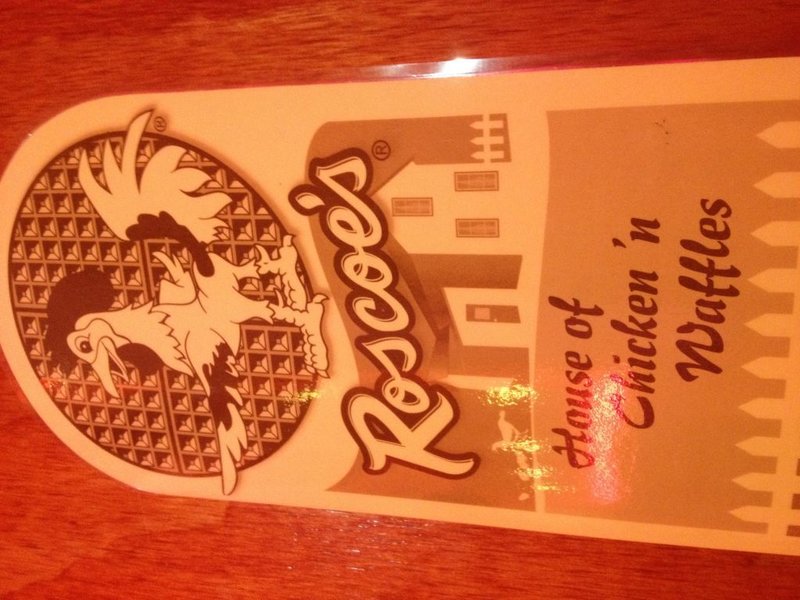 ®
Roscoe's®
House of
Chicken 'n
Waffles